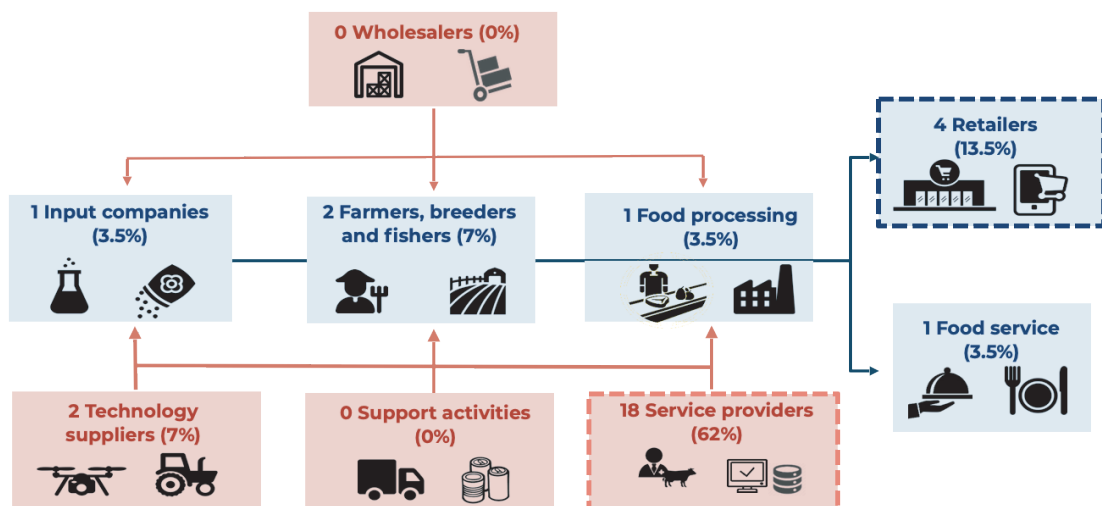 0 Wholesalers (0%)
4 Retailers
(13.5%)
1 Input companies
(3.5%)
2 Farmers, breeders
and fishers (7%)
1 Food processing
(3.5%)
1 Food service
(3.5%)
2 Technology
suppliers (7%)
0 Support activities
(0%)
18 Service providers
(62%)